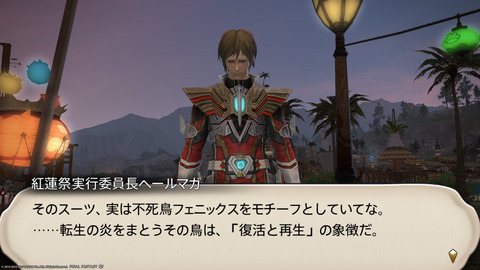 紅蓮祭実行委員長ヘールマガ
そのスーツ、実は不死鳥フェニックスをモチーフとしていてな。
……転生の炎をまとうその鳥は、「復活と再生」の象徴だ。
FINAL FANTASY XIV